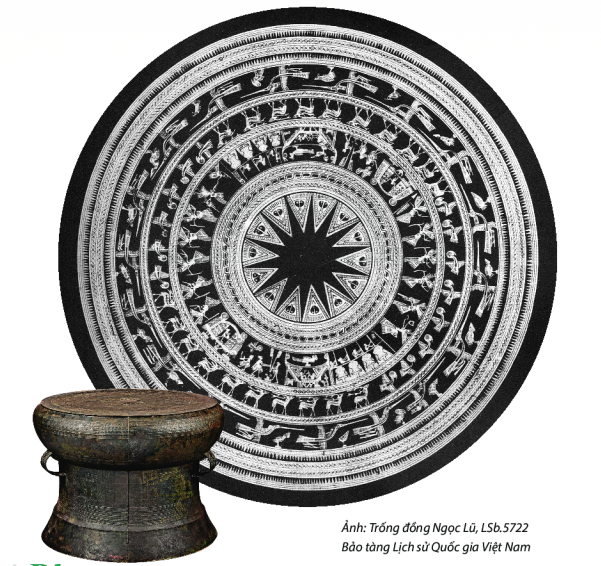 Ảnh: Trống đồng Ngọc Lũ, LSb.5722
Bảo tàng Lịch sử Quốc gia Việt Nam